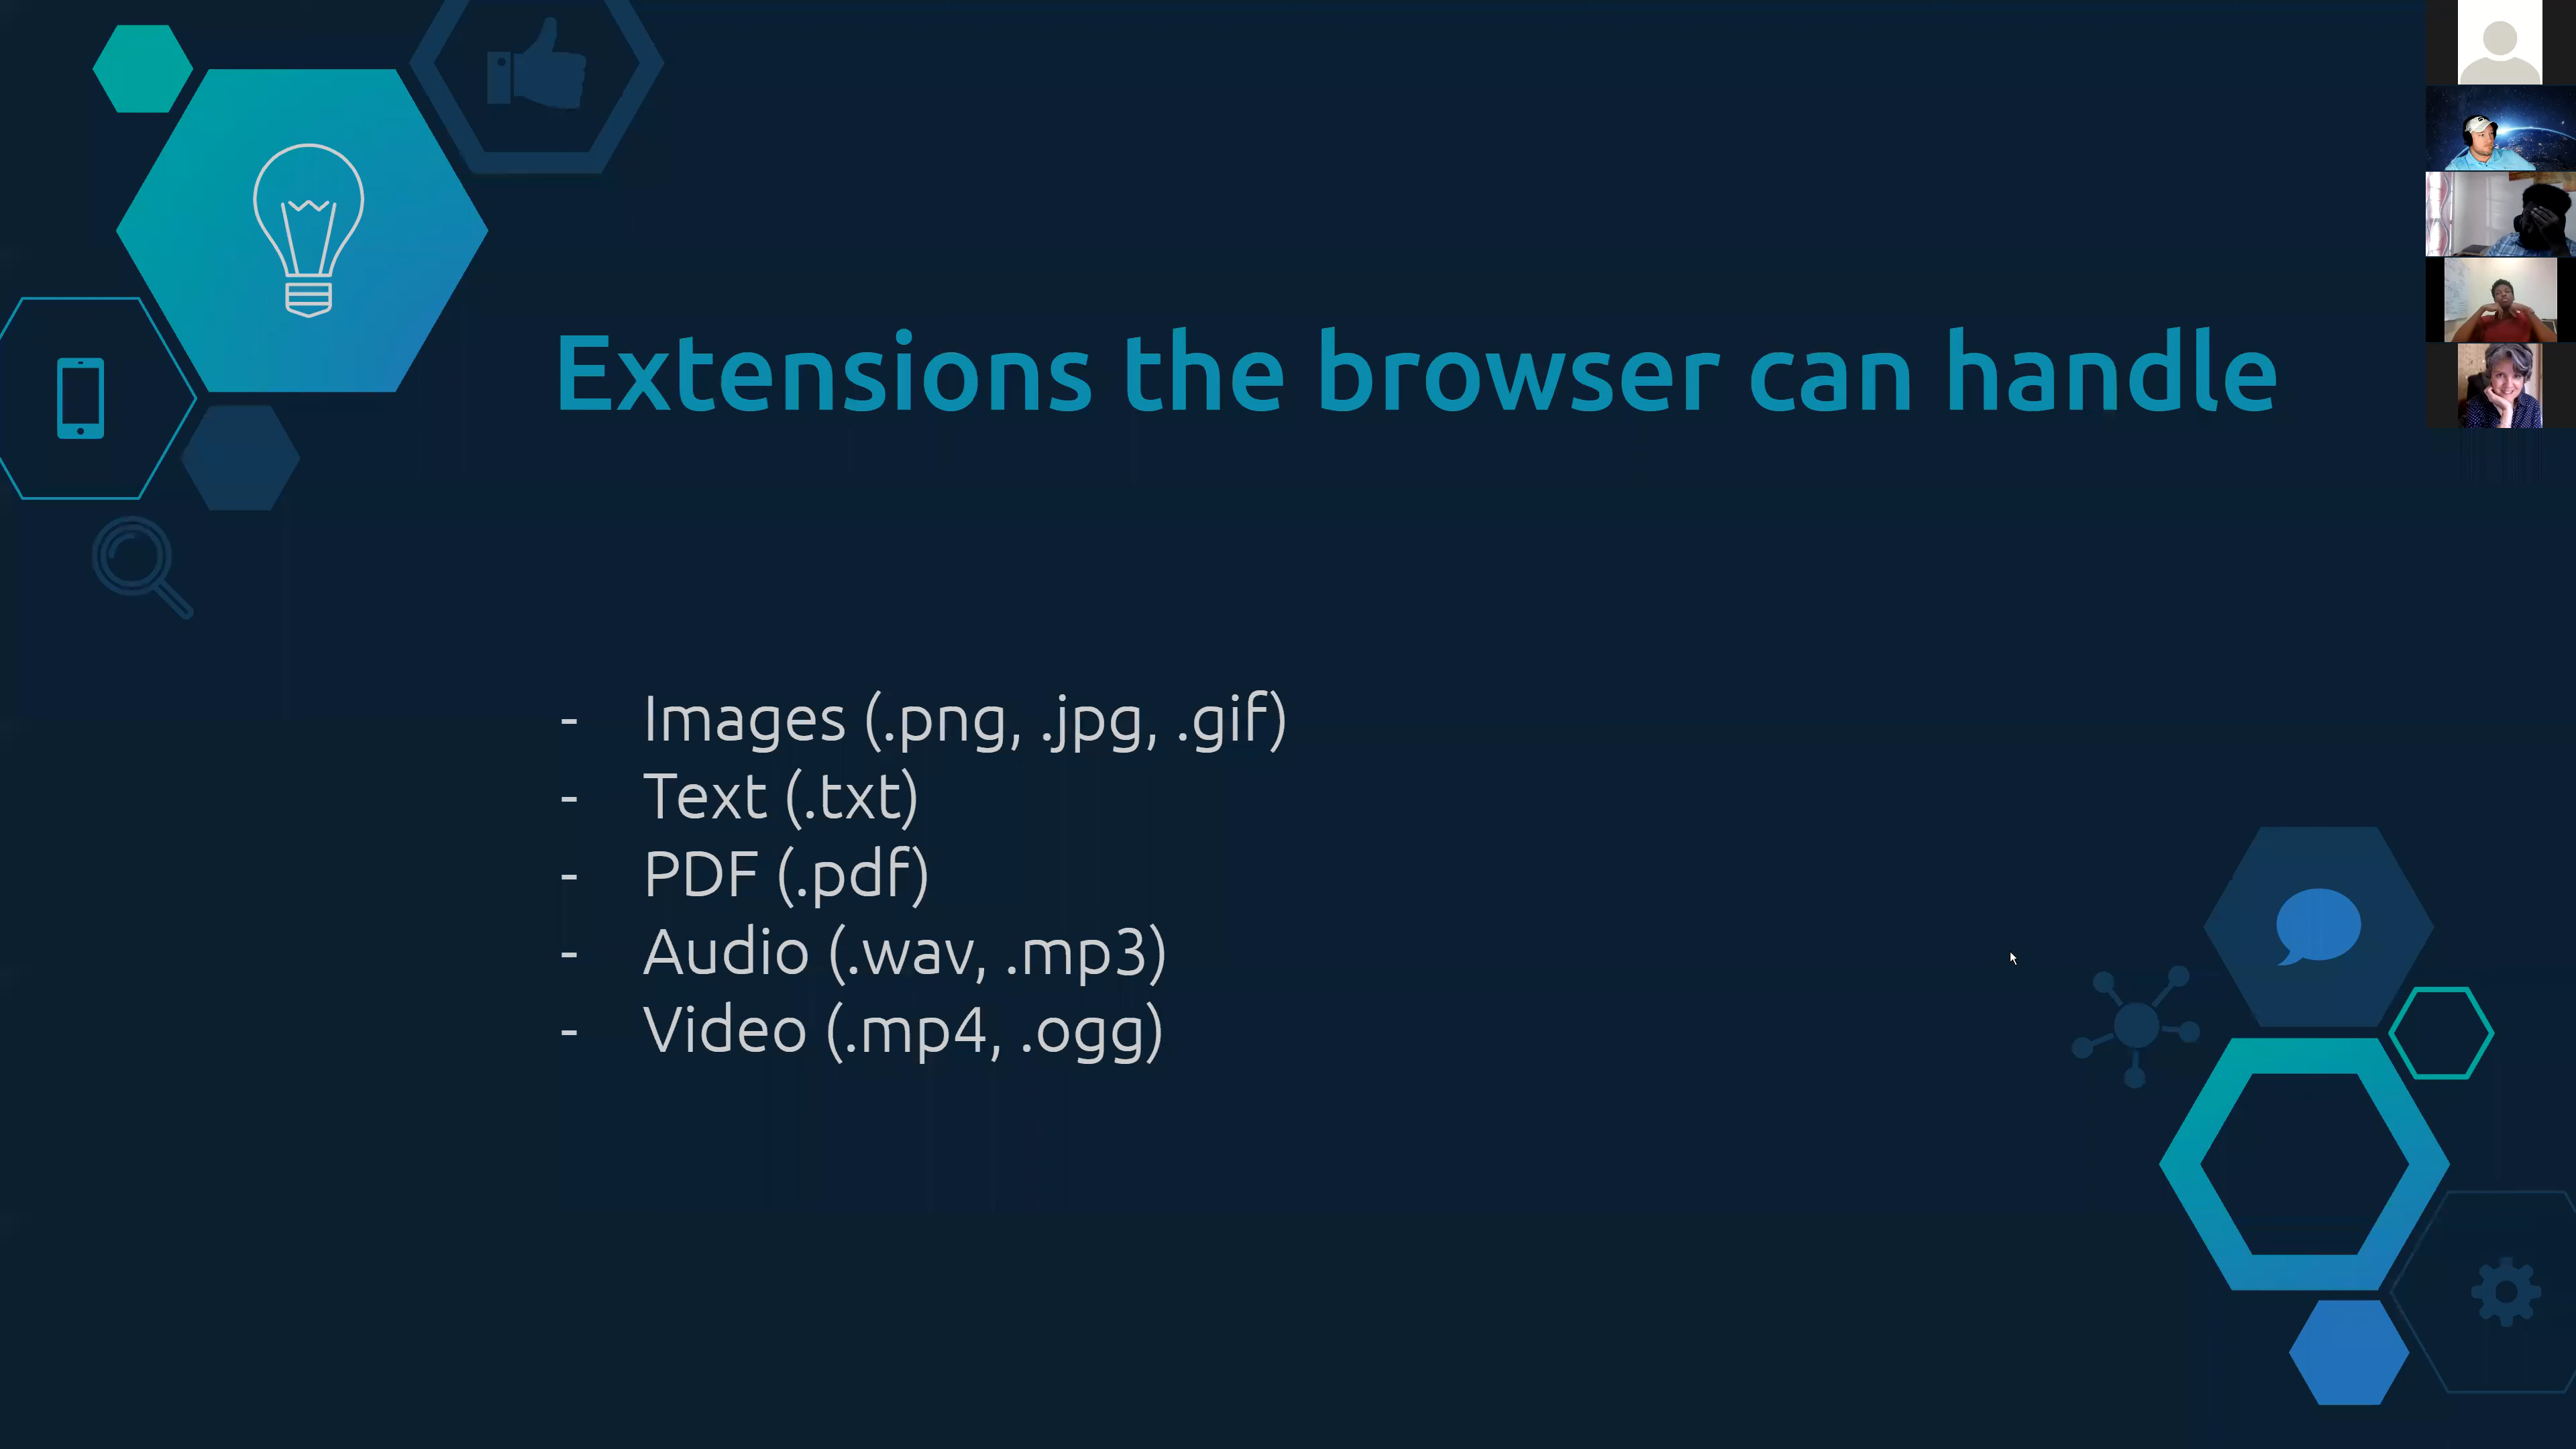 Extensions the browser can handle
- Images (.png, .jpg, .gif)
- Text (.txt)
- PDF (.pdf)
- Audio (.wav, .mp3)
- Video (.mp4, .ogg)